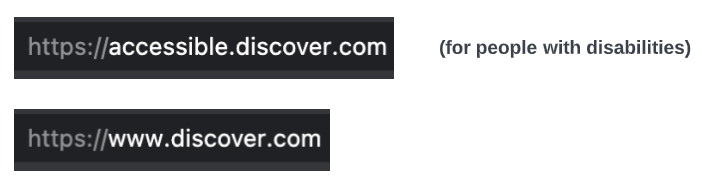 https://accessible.discover.com (for people with disabilities)
https://www.discover.com